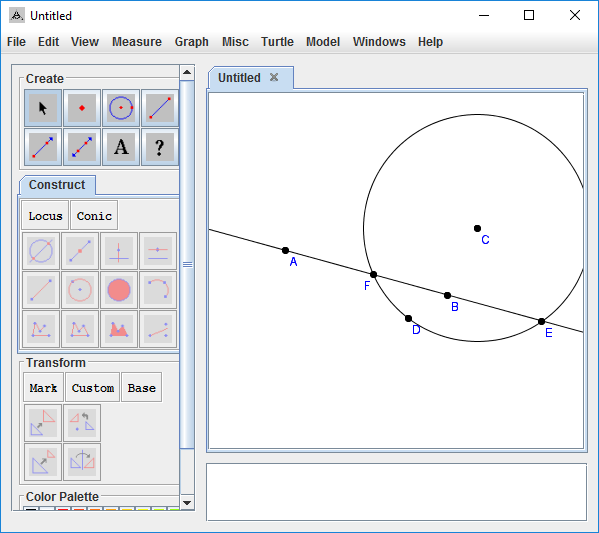 Untitled
File Edit View Measure Graph Misc Turtle Model Windows Help
Create
A ?
Construct
Locus Conic
Transform
Mark Custom Base
Color Palette
Untitled
C
A
F
B
D
E